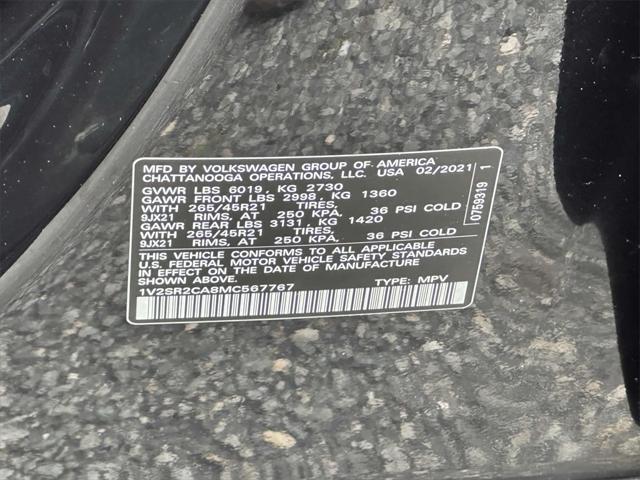 MFD BY VOLKSWAGEN GROUP OF AMERICA
CHATTANOOGA OPERATIONS, LLC. USA 02/2021
GVWR LBS 6019, KG 2730
GAWR FRONT LBS 2998, KG 1360
WITH 265/45R21 TIRES,
9JX21 RIMS, AT 250 KPA, 36 PSI COLD
GAWR REAR LBS 3131, KG 1420
WITH 265/45R21 TIRES,
9JX21 RIMS, AT 250 KPA, 36 PSI COLD
THIS VEHICLE CONFORMS TO ALL APPLICABLE
U.S. FEDERAL MOTOR VEHICLE SAFETY STANDARDS
IN EFFECT ON THE DATE OF MANUFACTURE
SHOWN ABOVE.
1V2SR2CA8MC567767 TYPE: MPV
07E69319 1